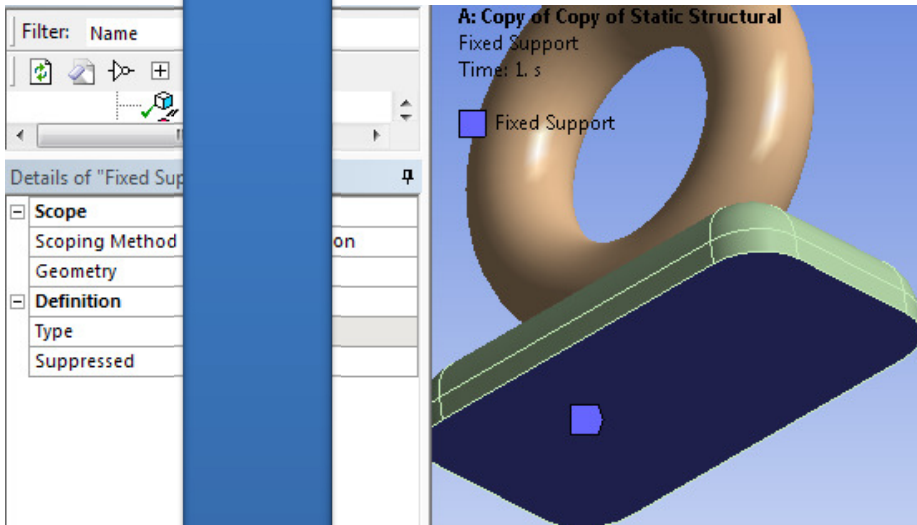 Filter: Name
Details of "Fixed Sup
Scope
Scoping Method on
Geometry
Definition
Type
Suppressed
A: Copy of Copy of Static Structural
Fixed Support
Time: 1. s
Fixed Support